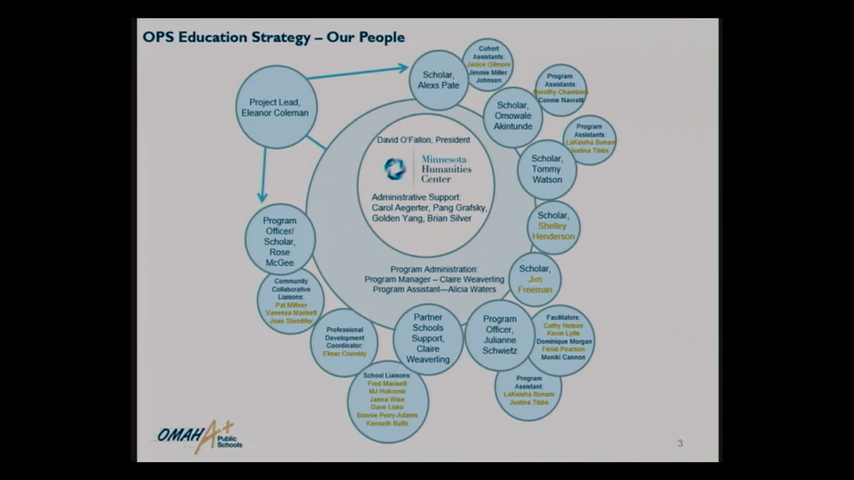 OPS Education Strategy – Our People
Project Lead,
Eleanor Coleman
Scholar,
Alexs Pate
Cohort
Assistants:
Janice Gilmore
Jimmie Miller
Johnson
Scholar,
Omowale
Akintunde
Program
Assistants:
Dorothy Chambers
Connie Navratil
Program
Assistants:
LaKeisha Bonam
Justina Tibbs
Scholar,
Tommy
Watson
Scholar,
Shelley
Henderson
Scholar,
Jim
Freeman
David O'Fallon, President
Minnesota
Humanities
Center
Administrative Support:
Carol Aegerter, Pang Grafsky,
Golden Yang, Brian Silver
Program Administration:
Program Manager – Claire Weaverling
Program Assistant—Alicia Waters
Program
Officer/
Scholar,
Rose
McGee
Community
Collaborative
Liaisons:
Pat Miltner
Vanessa Marisett
Joan Standifer
Professional
Development
Coordinator:
Elmer Crumbly
Partner
Schools
Support,
Claire
Weaverling
School Liaisons:
Fred Marisett
MJ Holcomb
Janna Wise
Dave Lisko
Bonnie Perry-Adams
Kenneth Butts
Program
Officer,
Julianne
Schwietz
Facilitators:
Cathy Nelson
Kevin Lytle
Dominique Morgan
Ferial Pearson
Moniki Cannon
Program
Assistant:
LaKeisha Bonam
Justina Tibbs
OMAHA A+
Public
Schools
3